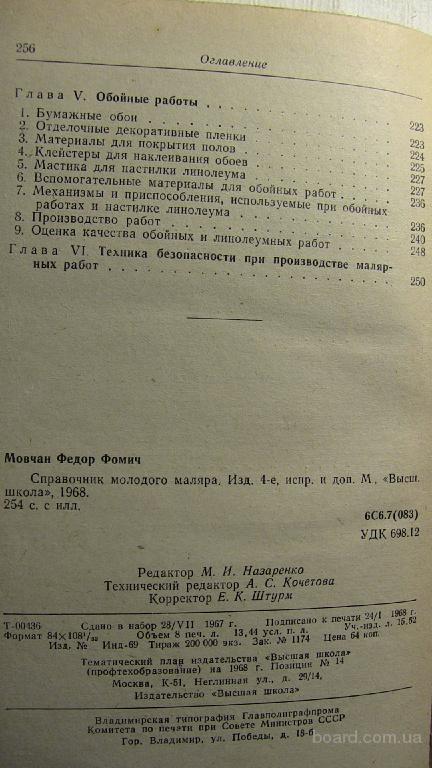 256
Оглавление
Глава V. Обойные работы . . . . . . . . . . . . 223
1. Бумажные обои . . . . . . . . . . . . 223
2. Отделочные декоративные пленки . . . . . . 224
3. Материалы для покрытия полов . . . . . . 225
4. Клейстеры для наклеивания обоев . . . . . . 227
5. Мастика для пастилки линолеума . . . . . . 227
6. Вспомогательные материалы для обойных работ . . . . 236
7. Механизмы и приспособления, используемые при обойных
работах и настилке линолеума . . . . . . 236
8. Производство работ . . . . . . . . . . 240
9. Оценка качества обойных и линолеумных работ . . . . 248
Глава VI. Техника безопасности при производстве маляр-
ных работ . . . . . . . . . . . . . . 250
Мовчан Федор Фомич
Справочник молодого маляра. Изд. 4-е, испр. и доп. М., «Высш.
школа», 1968.
254 с. с илл.
6С6.7(083)
УДК 698.12
Редактор М. И. Назаренко
Технический редактор А. С. Кочетова
Корректор Е. К. Штурм
Т-00436 Сдано в набор 28/VII 1967 г. Подписано к печати 24/I 1968 г.
Формат 84×108¹/₃₂ Объем 8 печ. л. 13,44 усл. п. л. Уч.-изд. л. 15,52
Изд. № Инд-69 Тираж 200 000 экз. Зак. № 1174 Цена 64 коп.
Тематический план издательства «Высшая школа»
(профтехобразование) на 1968 г. Позиция № 14
Москва, К-51, Неглинная ул., д. 29/14,
Издательство «Высшая школа»
Владимирская типография Главполиграфпрома
Комитета по печати при Совете Министров СССР
Гор. Владимир, ул. Победы, д. 18-б
board.com.ua